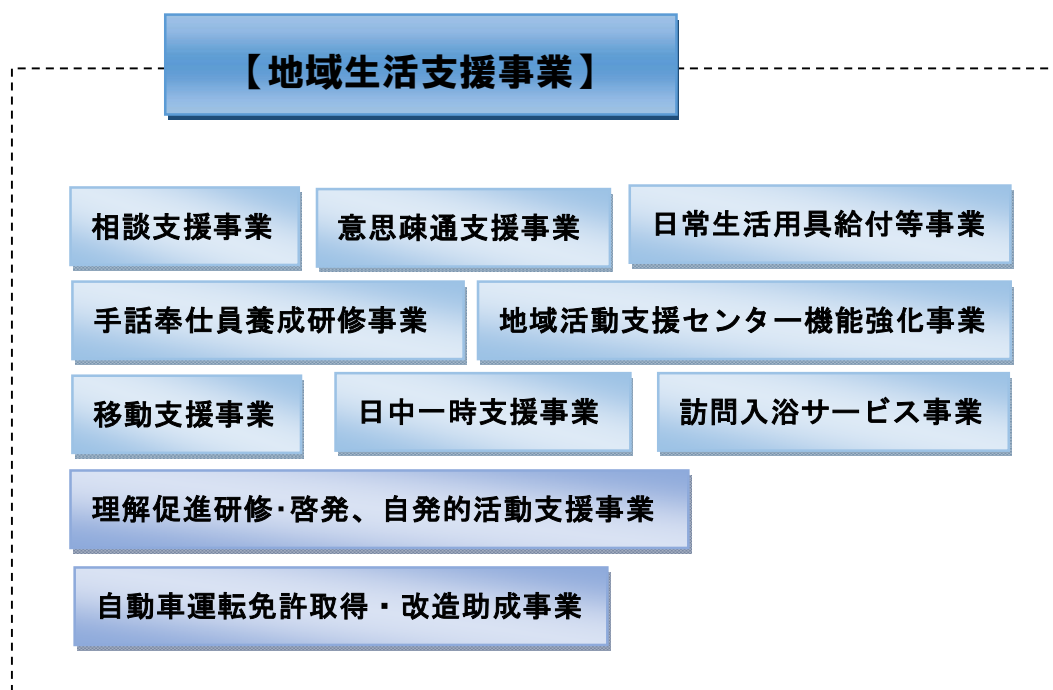 【地域生活支援事業】
相談支援事業
意思疎通支援事業
日常生活用具給付等事業
手話奉仕員養成研修事業
地域活動支援センター機能強化事業
移動支援事業
日中一時支援事業
訪問入浴サービス事業
理解促進研修・啓発、自発的活動支援事業
自動車運転免許取得・改造助成事業